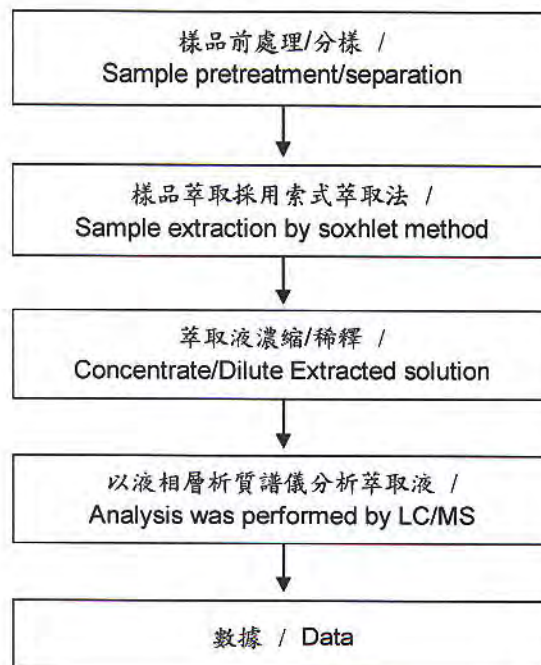 樣品前處理/分樣 /
Sample pretreatment/separation
樣品萃取採用索式萃取法 /
Sample extraction by soxhlet method
萃取液濃縮/稀釋 /
Concentrate/Dilute Extracted solution
以液相層析質譜儀分析萃取液 /
Analysis was performed by LC/MS
數據 / Data